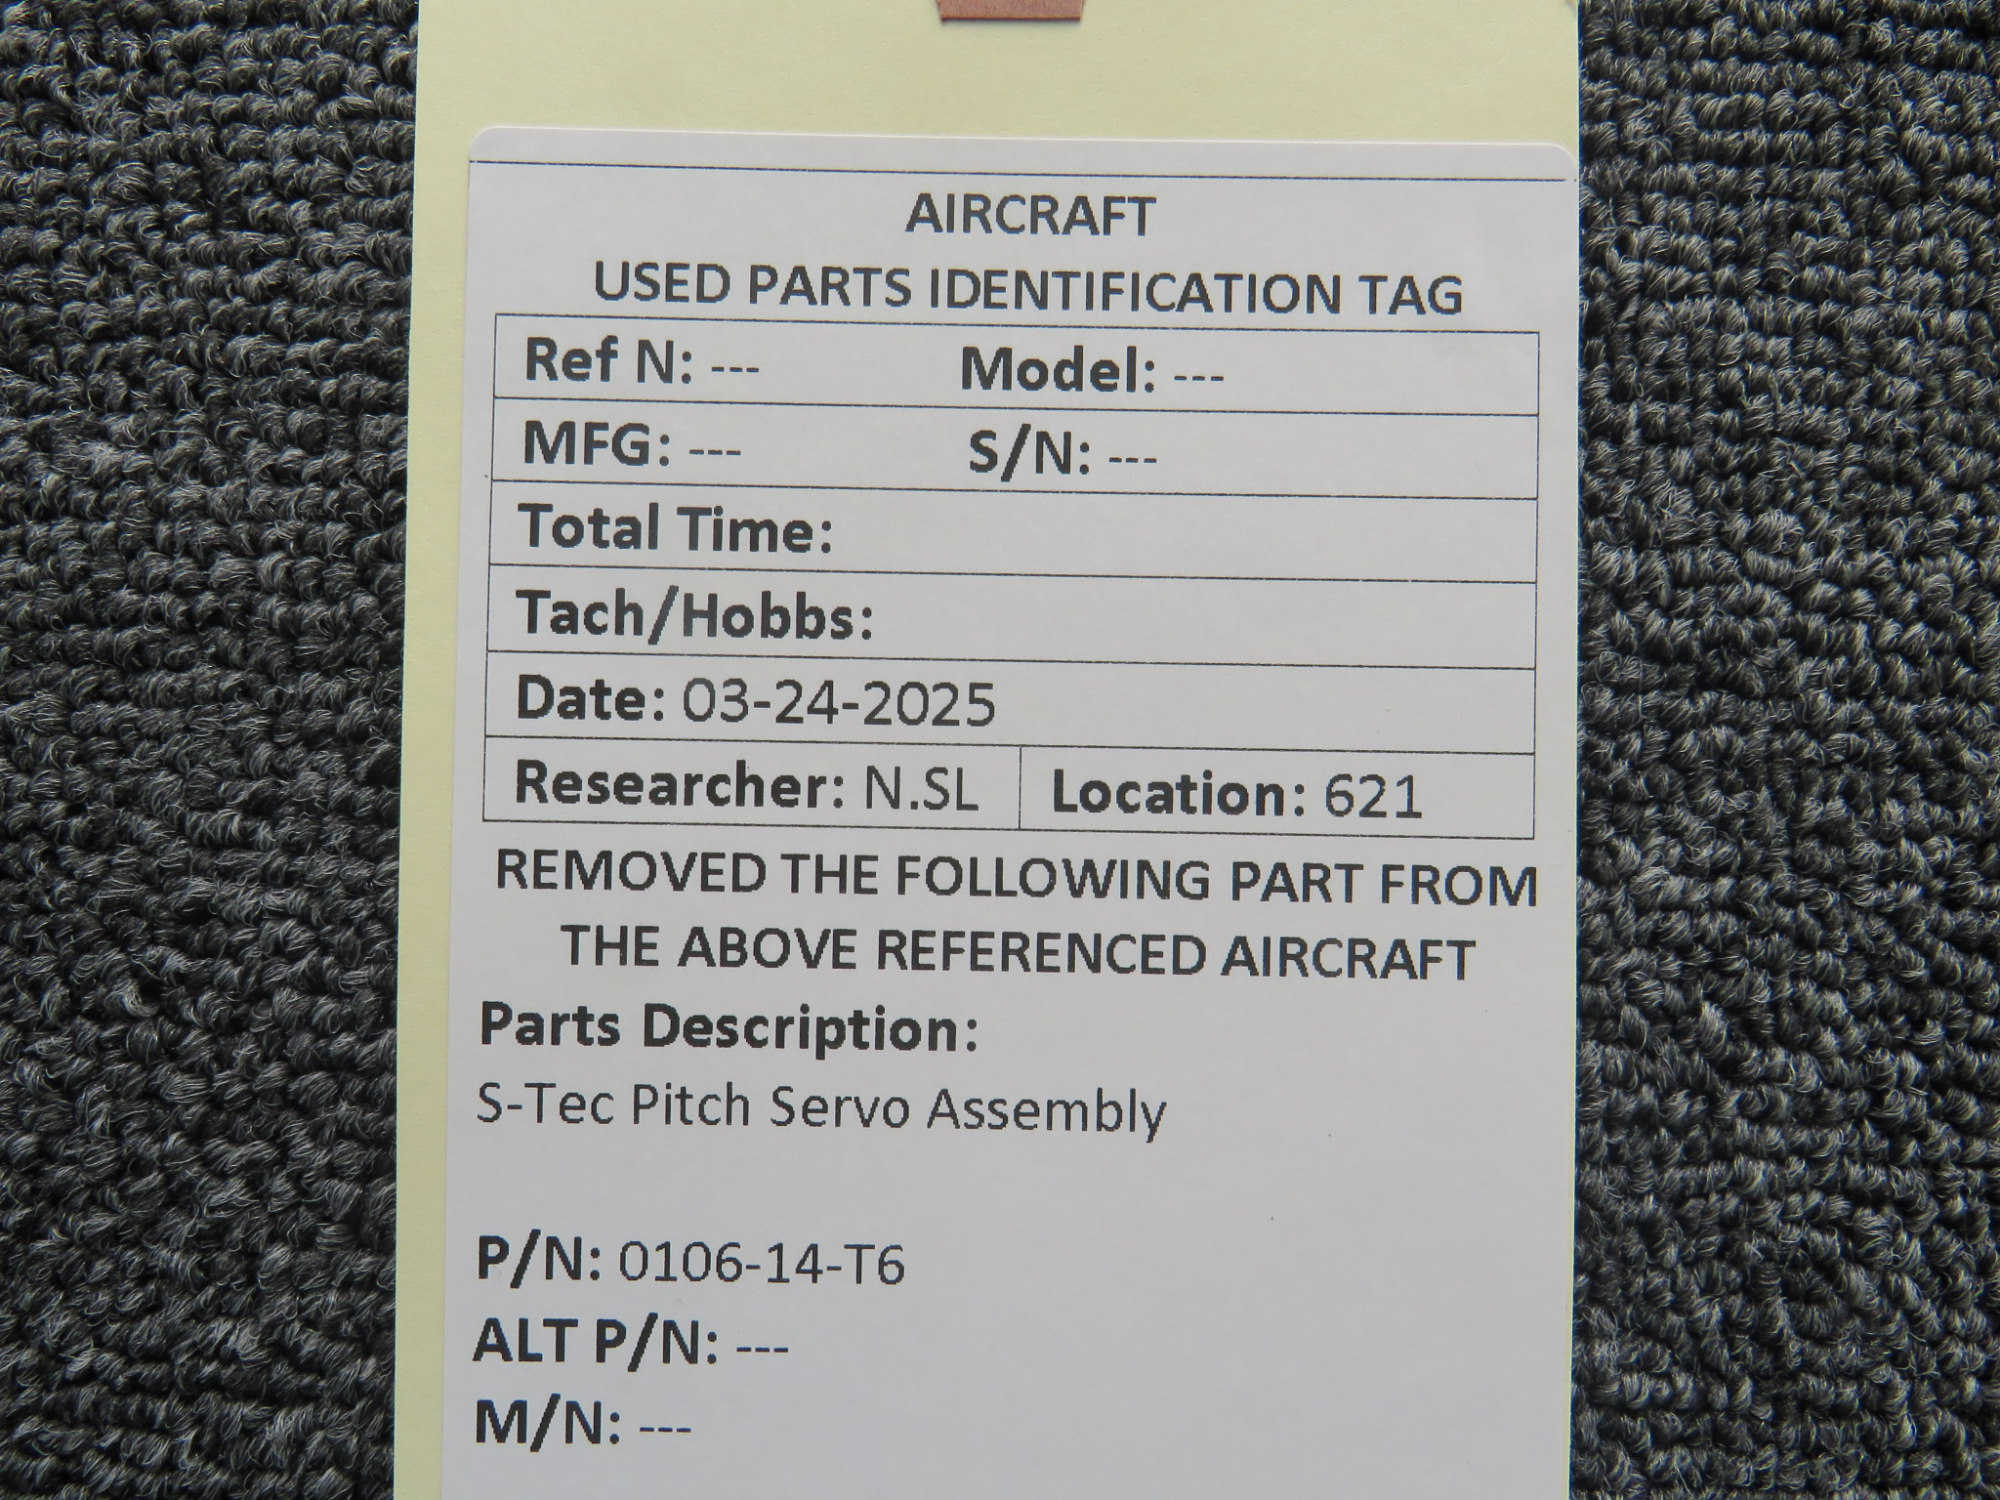 AIRCRAFT
USED PARTS IDENTIFICATION TAG
Ref N: --- Model: ---
MFG: --- S/N: ---
Total Time:
Tach/Hobbs:
Date: 03-24-2025
Researcher: N.SL Location: 621
REMOVED THE FOLLOWING PART FROM
THE ABOVE REFERENCED AIRCRAFT
Parts Description:
S-Tec Pitch Servo Assembly
P/N: 0106-14-T6
ALT P/N: ---
M/N: ---